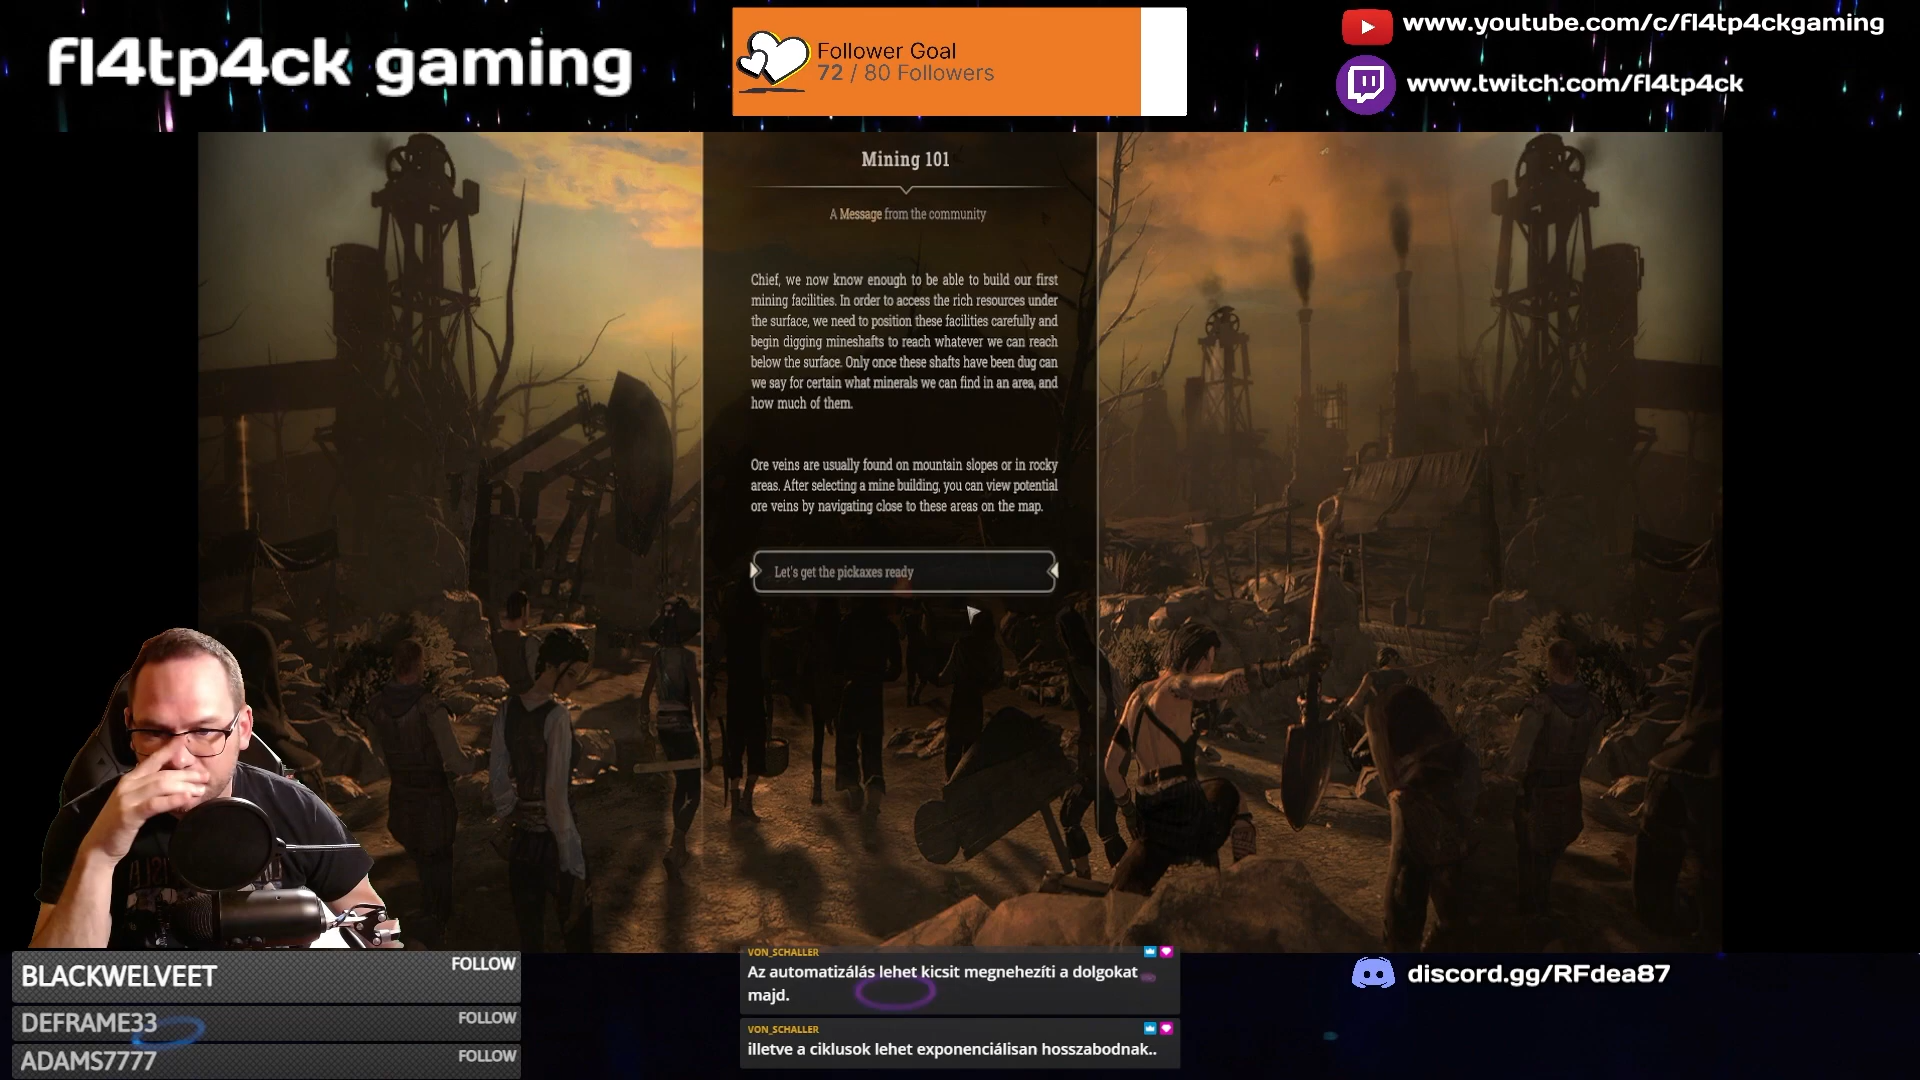 fl4tp4ck gaming
Follower Goal
72 / 80 Followers
www.youtube.com/c/fl4tp4ckgaming
www.twitch.com/fl4tp4ck
Mining 101
A Message from the community
Chief, we now know enough to be able to build our first
mining facilities. In order to access the rich resources under
the surface, we need to position these facilities carefully and
begin digging mineshafts to reach whatever we can reach
below the surface. Only once these shafts have been dug can
we say for certain what minerals we can find in an area, and
how much of them.
Ore veins are usually found on mountain slopes or in rocky
areas. After selecting a mine building, you can view potential
ore veins by navigating close to these areas on the map.
Let's get the pickaxes ready
BLACKWELVEET FOLLOW
DEFRAME33 FOLLOW
ADAMS7777 FOLLOW
VON_SCHALLER
Az automatizálás lehet kicsit megnehezíti a dolgokat
majd.
VON_SCHALLER
illetve a ciklusok lehet exponenciálisan hosszabodnak..
discord.gg/RFdea87